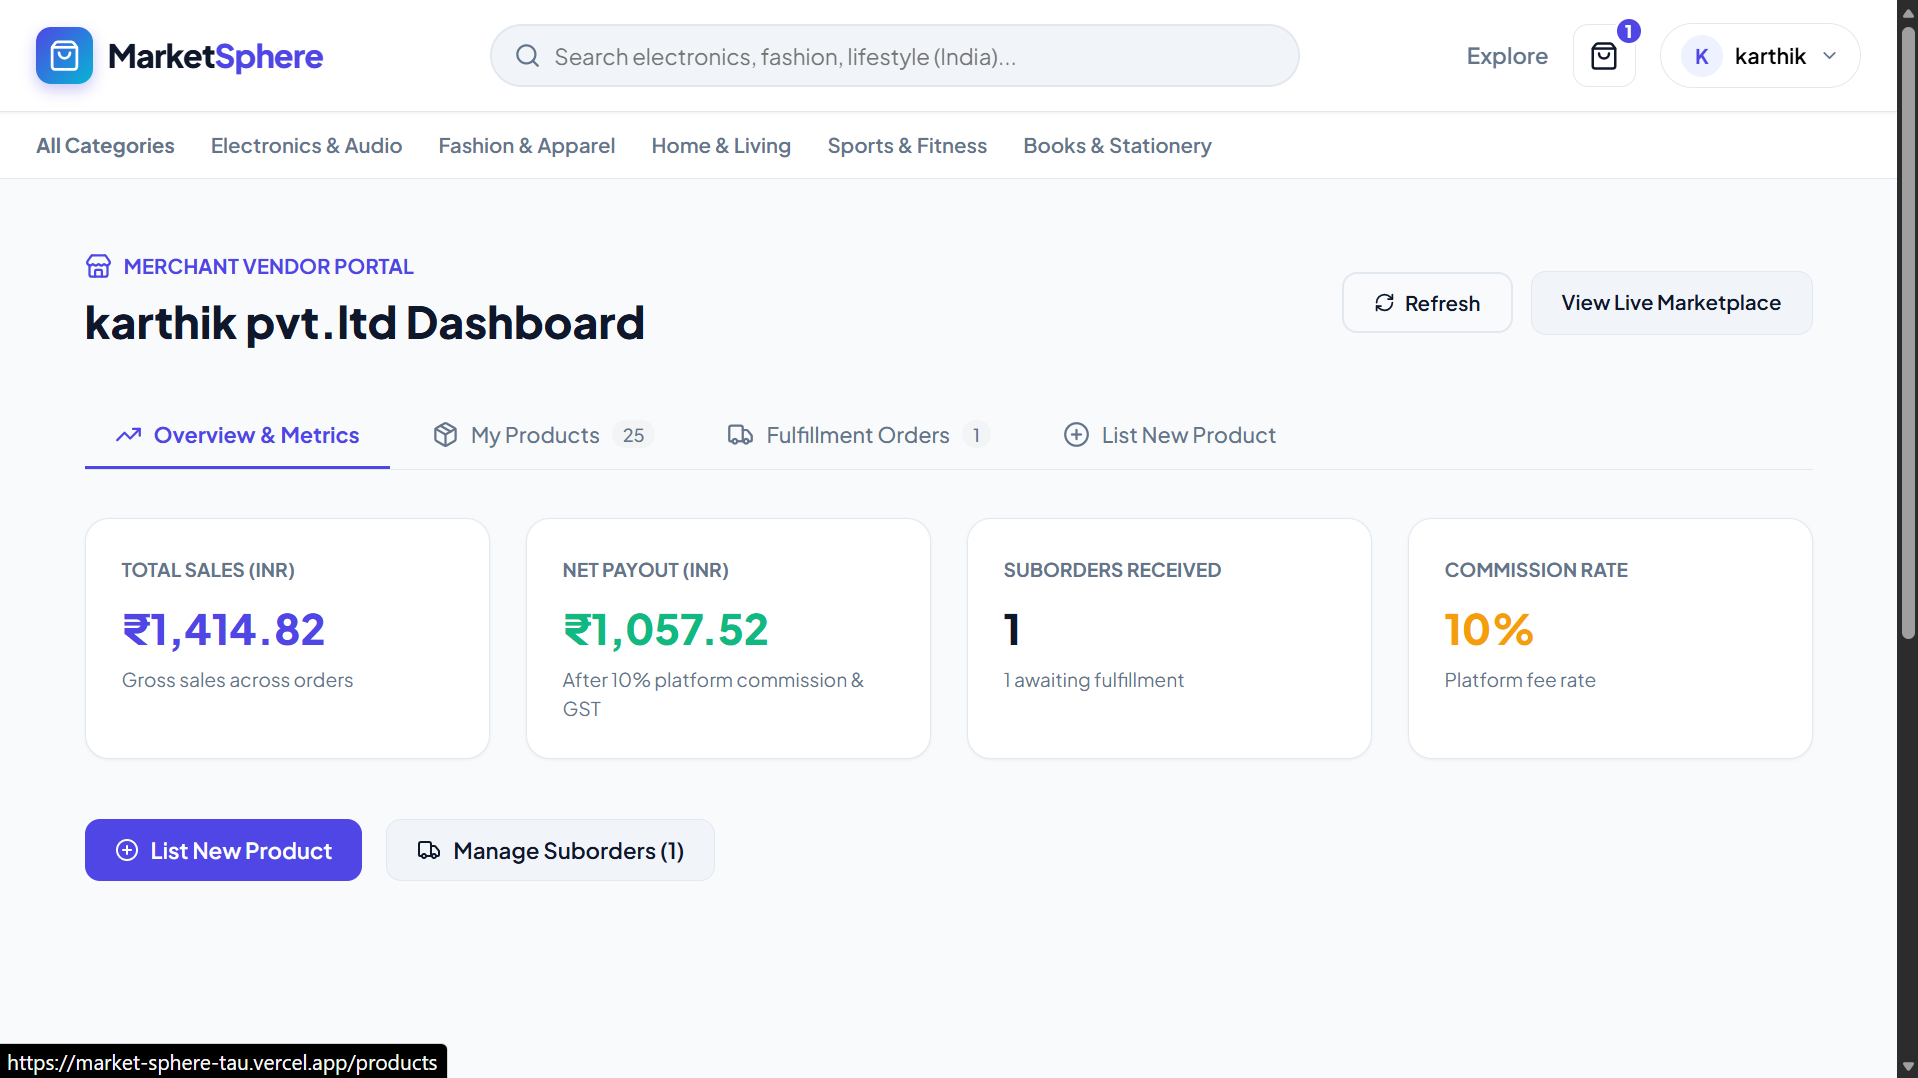 MarketSphere
Search electronics, fashion, lifestyle (India)...
Explore
1
K karthik
All Categories Electronics & Audio Fashion & Apparel Home & Living Sports & Fitness Books & Stationery
MERCHANT VENDOR PORTAL
karthik pvt.ltd Dashboard
Refresh
View Live Marketplace
Overview & Metrics My Products 25 Fulfillment Orders 1 List New Product
TOTAL SALES (INR)
₹1,414.82
Gross sales across orders
NET PAYOUT (INR)
₹1,057.52
After 10% platform commission &
GST
SUBORDERS RECEIVED
1
1 awaiting fulfillment
COMMISSION RATE
10%
Platform fee rate
List New Product
Manage Suborders (1)
https://market-sphere-tau.vercel.app/products